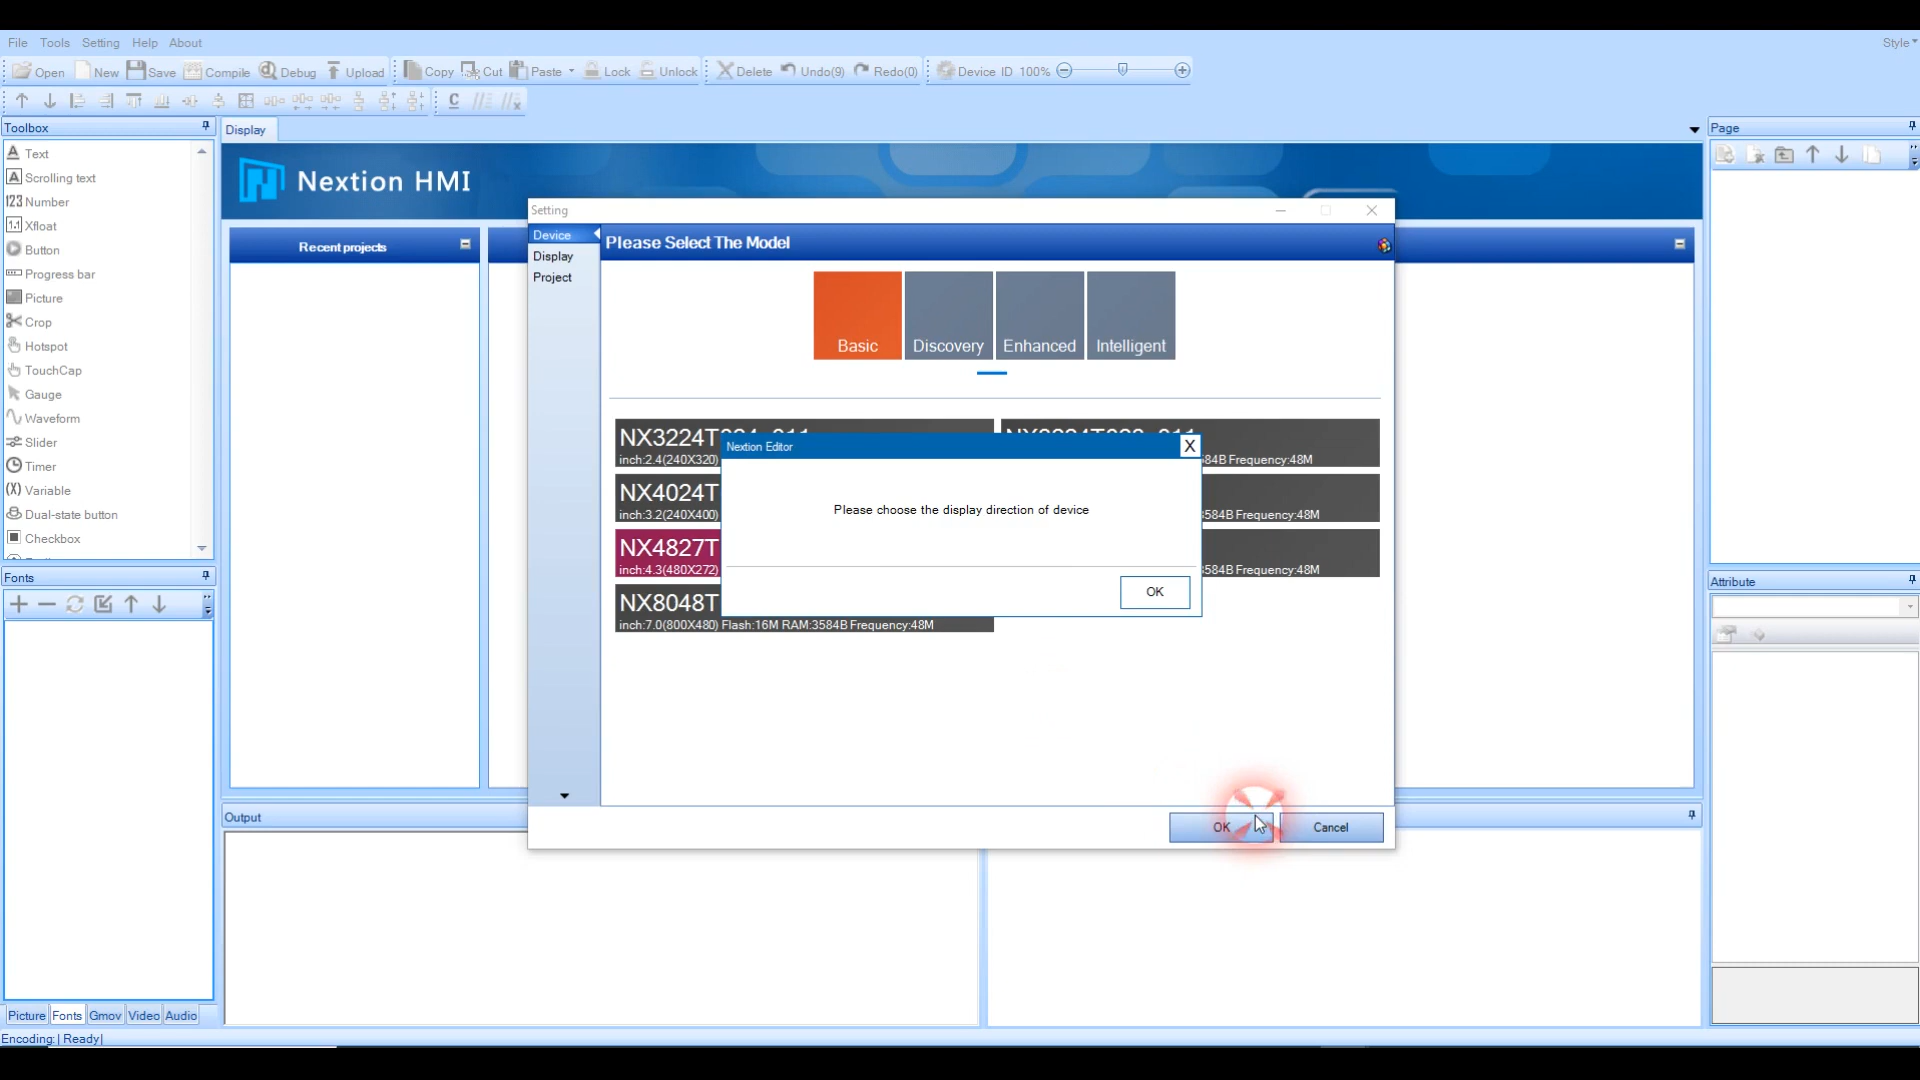 File Tools Setting Help About Style
Open New Save Compile Debug Upload Copy Cut Paste Lock Unlock Delete Undo(9) Redo(0) Device ID 100%
Toolbox
Text
Scrolling text
Number
Xfloat
Button
Progress bar
Picture
Crop
Hotspot
TouchCap
Gauge
Waveform
Slider
Timer
Variable
Dual-state button
Checkbox
Fonts
Picture Fonts Gmov Video Audio
Encoding:| Ready|
Display
Nextion HMI
Recent projects
Setting
Device
Display
Project
Please Select The Model
Basic Discovery Enhanced Intelligent
NX3224T
inch:2.4(240X320) 84B Frequency:48M
NX4024T
inch:3.2(240X400) 584B Frequency:48M
NX4827T
inch:4.3(480X272) 584B Frequency:48M
NX8048T
inch:7.0(800X480) Flash:16M RAM:3584B Frequency:48M
Nextion Editor X
Please choose the display direction of device
OK
OK Cancel
Output
Page
Attribute